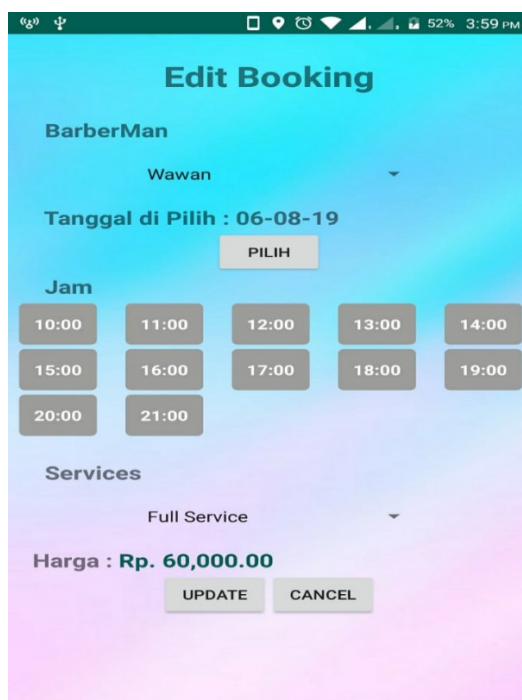 52% 3:59 PM
Edit Booking
BarberMan
Wawan
Tanggal di Pilih : 06-08-19
PILIH
Jam
10:00 11:00 12:00 13:00 14:00
15:00 16:00 17:00 18:00 19:00
20:00 21:00
Services
Full Service
Harga : Rp. 60,000.00
UPDATE CANCEL